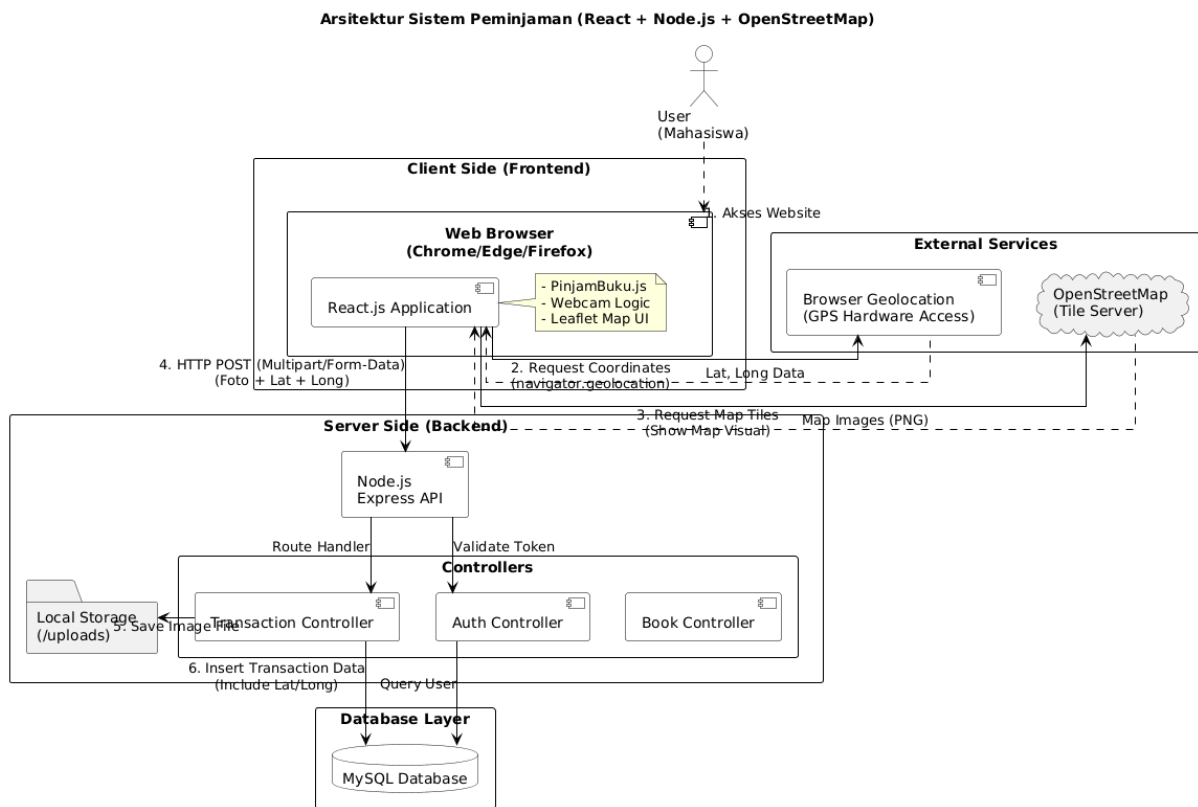 Arsitektur Sistem Peminjaman (React + Node.js + OpenStreetMap)
User
(Mahasiswa)
Client Side (Frontend)
1. Akses Website
Web Browser
(Chrome/Edge/Firefox)
External Services
React.js Application
- PinjamBuku.js
- Webcam Logic
- Leaflet Map UI
Browser Geolocation
(GPS Hardware Access)
OpenStreetMap
(Tile Server)
4. HTTP POST (Multipart/Form-Data)
(Foto + Lat + Long)
2. Request Coordinates
(navigator.geolocation)
Lat, Long Data
3. Request Map Tiles
(Show Map Visual)
Map Images (PNG)
Server Side (Backend)
Node.js
Express API
Route Handler
Validate Token
Controllers
Local Storage
(/uploads)
5. Save Image File
Transaction Controller
Auth Controller
Book Controller
6. Insert Transaction Data
(Include Lat/Long)
Query User
Database Layer
MySQL Database